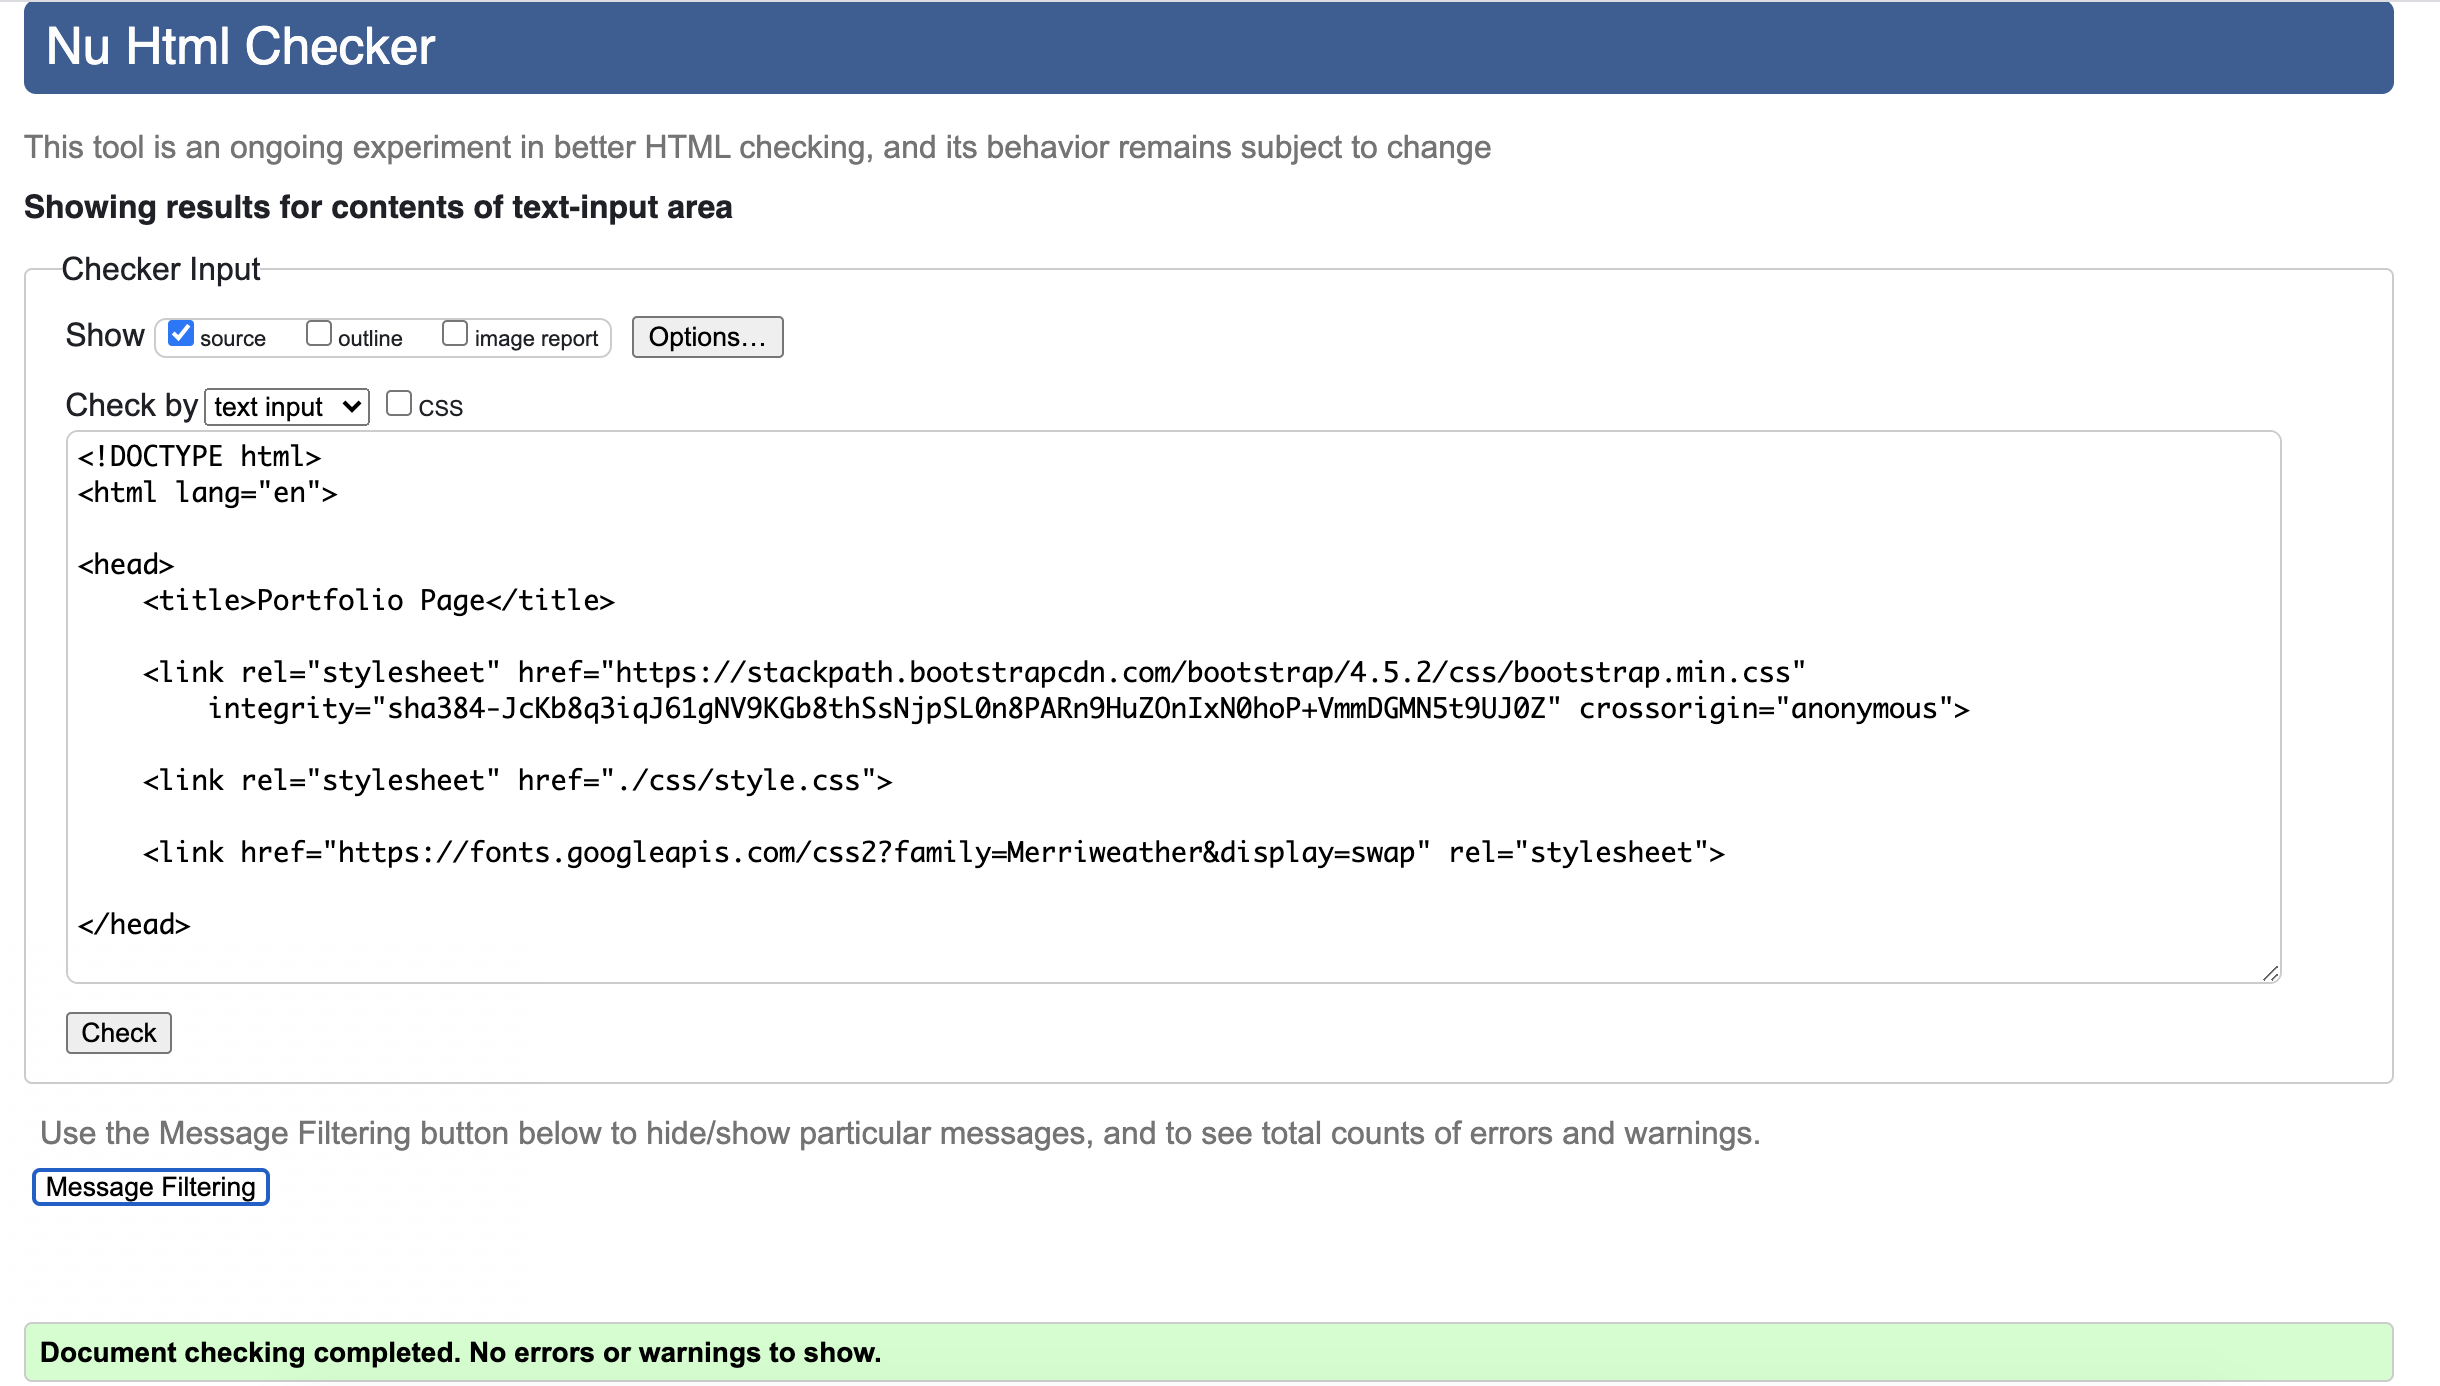 Nu Html Checker
This tool is an ongoing experiment in better HTML checking, and its behavior remains subject to change
Showing results for contents of text-input area
Checker Input
Show source outline image report Options...
Check by text input css
<!DOCTYPE html>
<html lang="en">
<head>
    <title>Portfolio Page</title>
    <link rel="stylesheet" href="https://stackpath.bootstrapcdn.com/bootstrap/4.5.2/css/bootstrap.min.css"
        integrity="sha384-JcKb8q3iqJ61gNV9KGb8thSsNjpSL0n8PARn9HuZOnIxN0hoP+VmmDGMN5t9UJ0Z" crossorigin="anonymous">
    <link rel="stylesheet" href="./css/style.css">
    <link href="https://fonts.googleapis.com/css2?family=Merriweather&display=swap" rel="stylesheet">
</head>
Check
Use the Message Filtering button below to hide/show particular messages, and to see total counts of errors and warnings.
Message Filtering
Document checking completed. No errors or warnings to show.